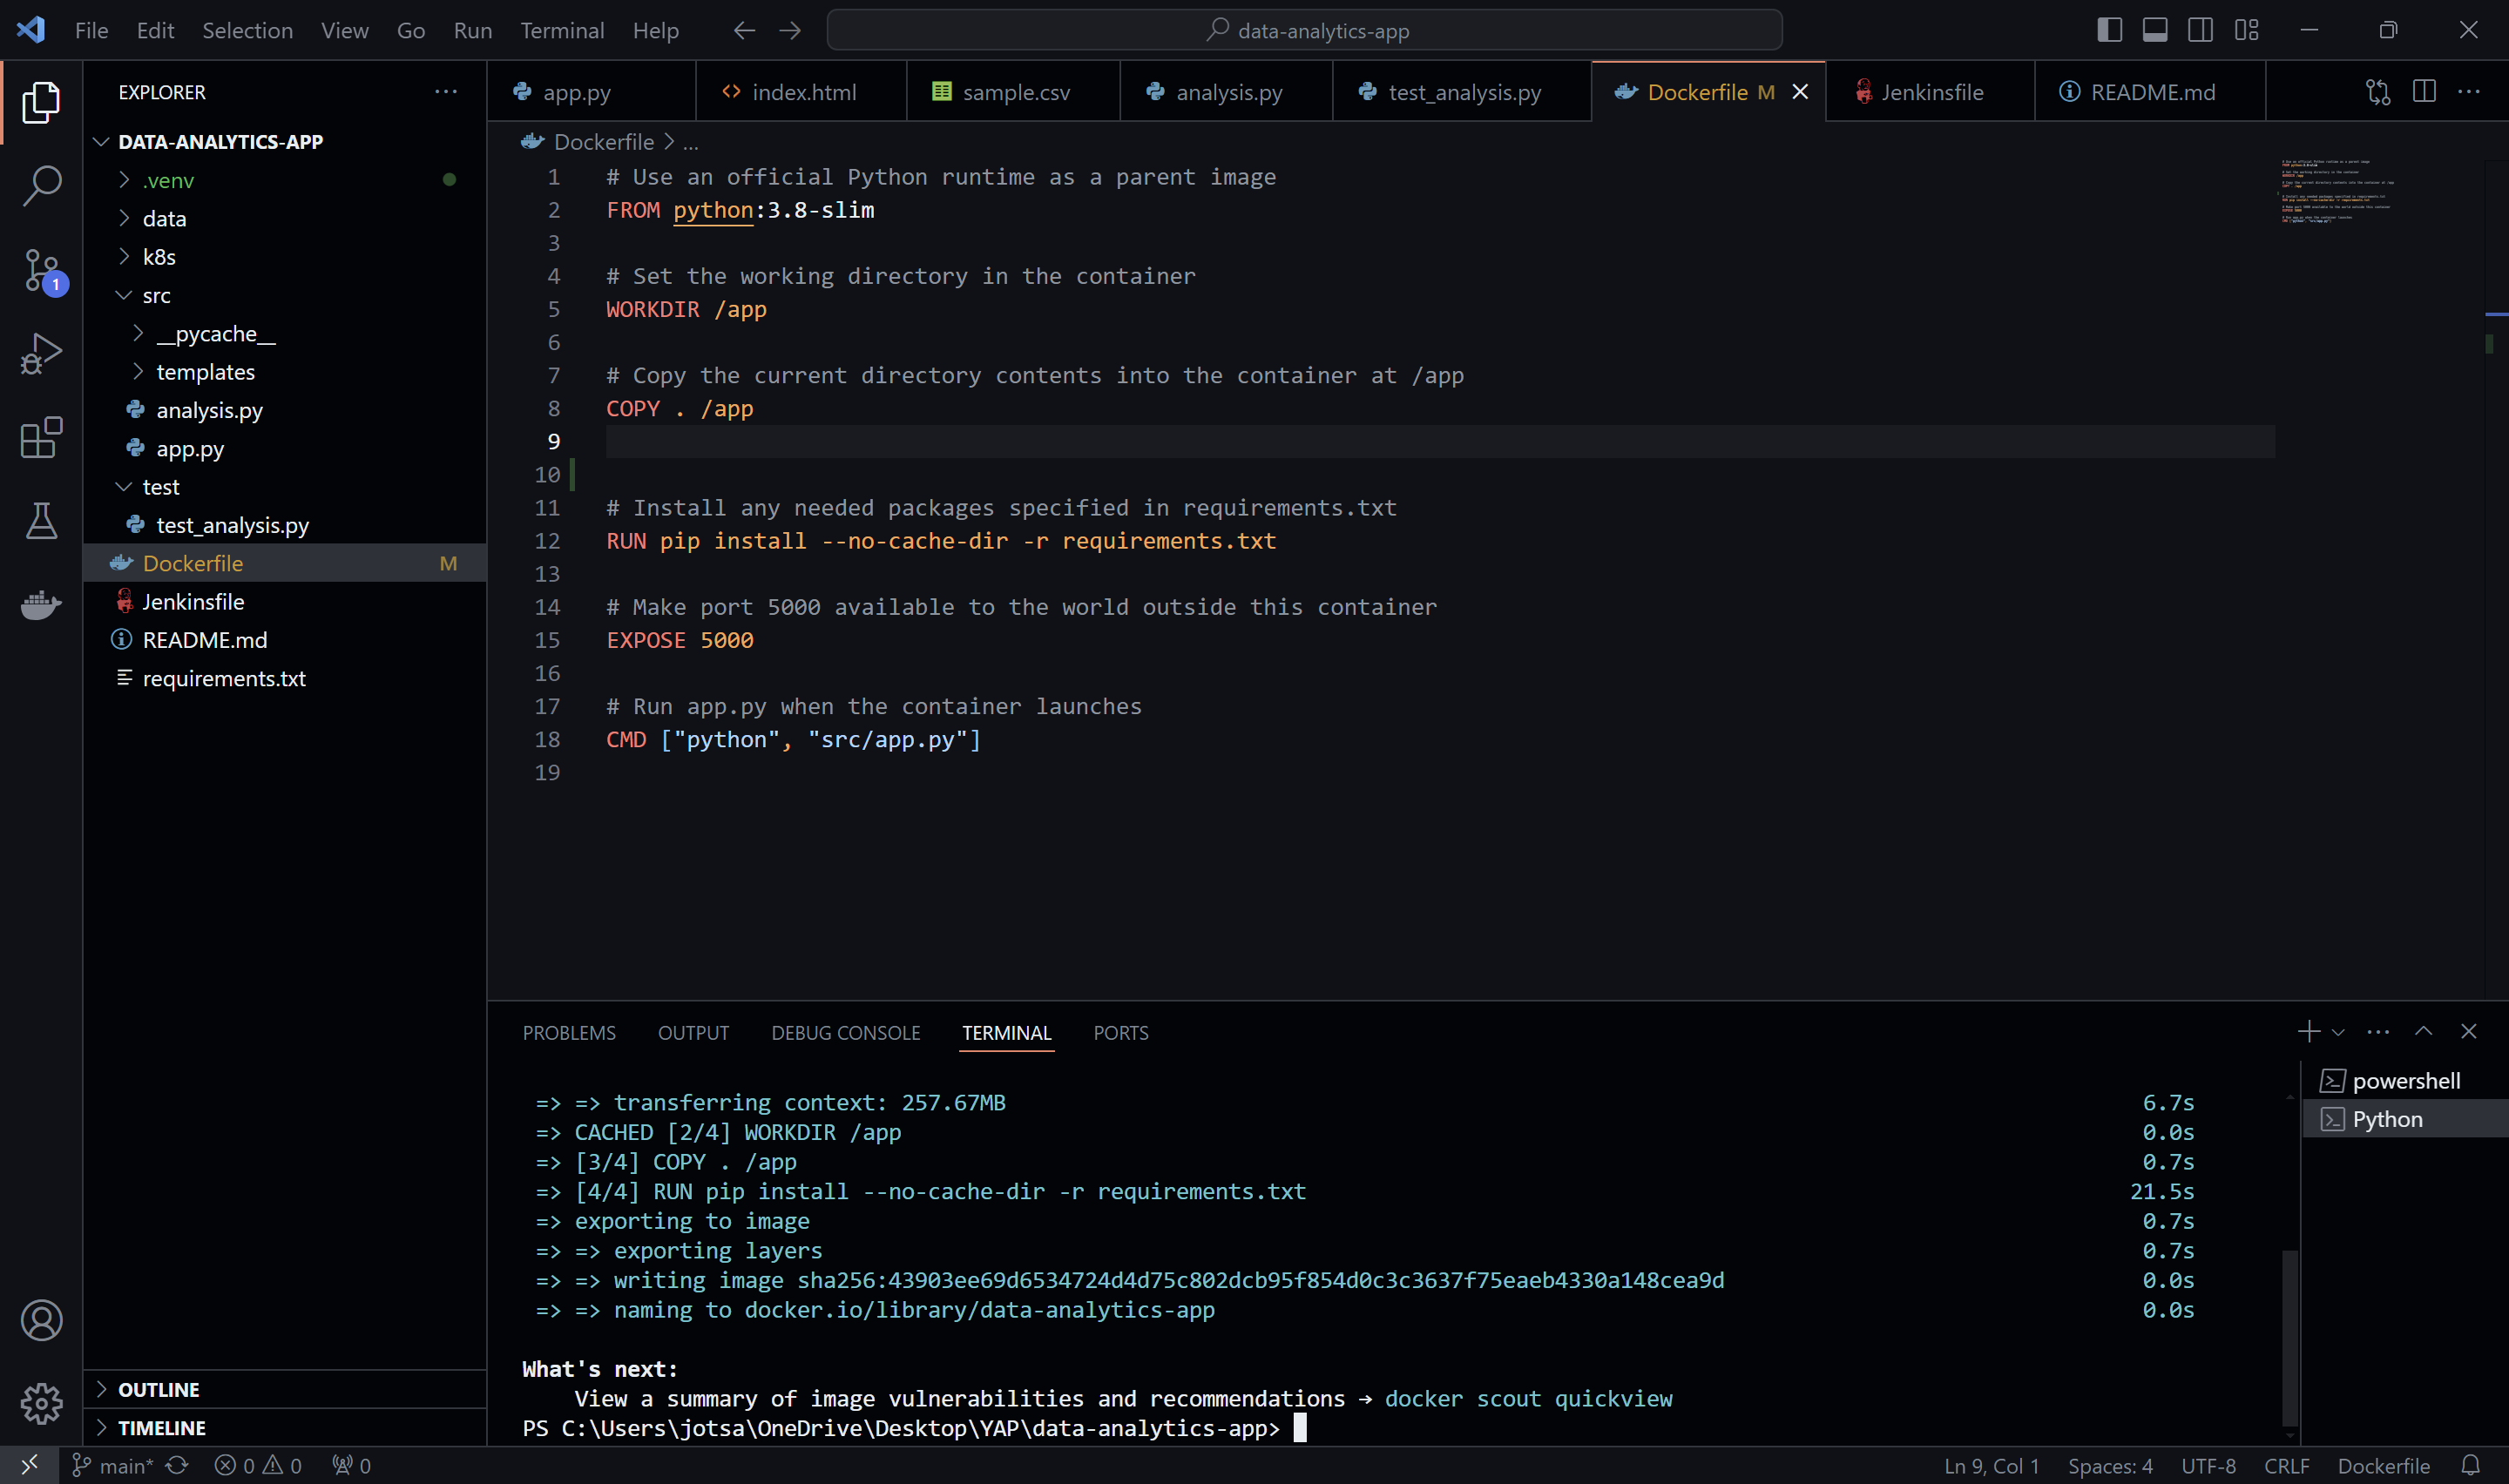 File Edit Selection View Go Run Terminal Help data-analytics-app
EXPLORER
DATA-ANALYTICS-APP
.venv
data
k8s
src
__pycache__
templates
analysis.py
app.py
test
test_analysis.py
Dockerfile M
Jenkinsfile
README.md
requirements.txt
OUTLINE
TIMELINE
1
app.py index.html sample.csv analysis.py test_analysis.py Dockerfile M Jenkinsfile README.md
Dockerfile > ...
1 # Use an official Python runtime as a parent image
2 FROM python:3.8-slim
3
4 # Set the working directory in the container
5 WORKDIR /app
6
7 # Copy the current directory contents into the container at /app
8 COPY . /app
9
10
11 # Install any needed packages specified in requirements.txt
12 RUN pip install --no-cache-dir -r requirements.txt
13
14 # Make port 5000 available to the world outside this container
15 EXPOSE 5000
16
17 # Run app.py when the container launches
18 CMD ["python", "src/app.py"]
19
PROBLEMS OUTPUT DEBUG CONSOLE TERMINAL PORTS
=> => transferring context: 257.67MB 6.7s
=> CACHED [2/4] WORKDIR /app 0.0s
=> [3/4] COPY . /app 0.7s
=> [4/4] RUN pip install --no-cache-dir -r requirements.txt 21.5s
=> exporting to image 0.7s
=> => exporting layers 0.7s
=> => writing image sha256:43903ee69d6534724d4d75c802dcb95f854d0c3c3637f75eaeb4330a148cea9d 0.0s
=> => naming to docker.io/library/data-analytics-app 0.0s
What's next:
View a summary of image vulnerabilities and recommendations → docker scout quickview
PS C:\Users\jotsa\OneDrive\Desktop\YAP\data-analytics-app>
powershell
Python
main* 0 0 0 Ln 9, Col 1 Spaces: 4 UTF-8 CRLF Dockerfile